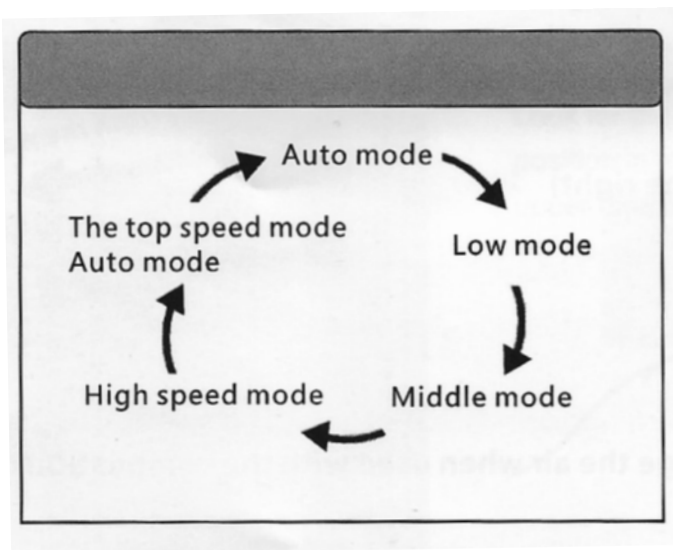 Auto mode
Low mode
Middle mode
High speed mode
The top speed mode
Auto mode